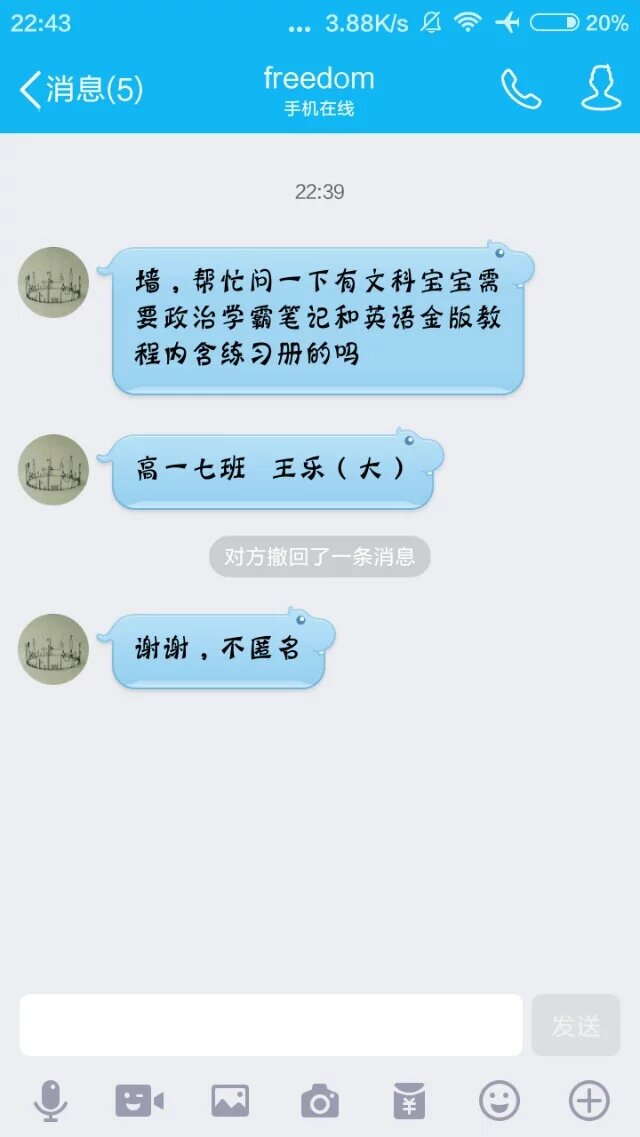 22:43
... 3.88K/s 20%
消息(5)
freedom
手机在线
22:39
墙，帮忙问一下有文科宝宝需
要政治学霸笔记和英语金版教
程内含练习册的吗
高一七班 王乐（大）
对方撤回了一条消息
谢谢，不匿名
发送